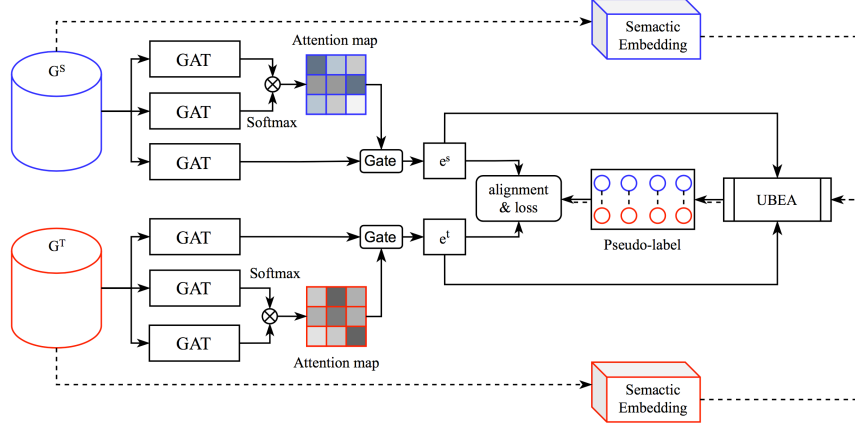 Semactic
Embedding
G^S
GAT
Attention map
GAT
Softmax
GAT
Gate
e^s
alignment
& loss
UBEA
Pseudo-label
G^T
GAT
Gate
e^t
Softmax
GAT
GAT
Attention map
Semactic
Embedding